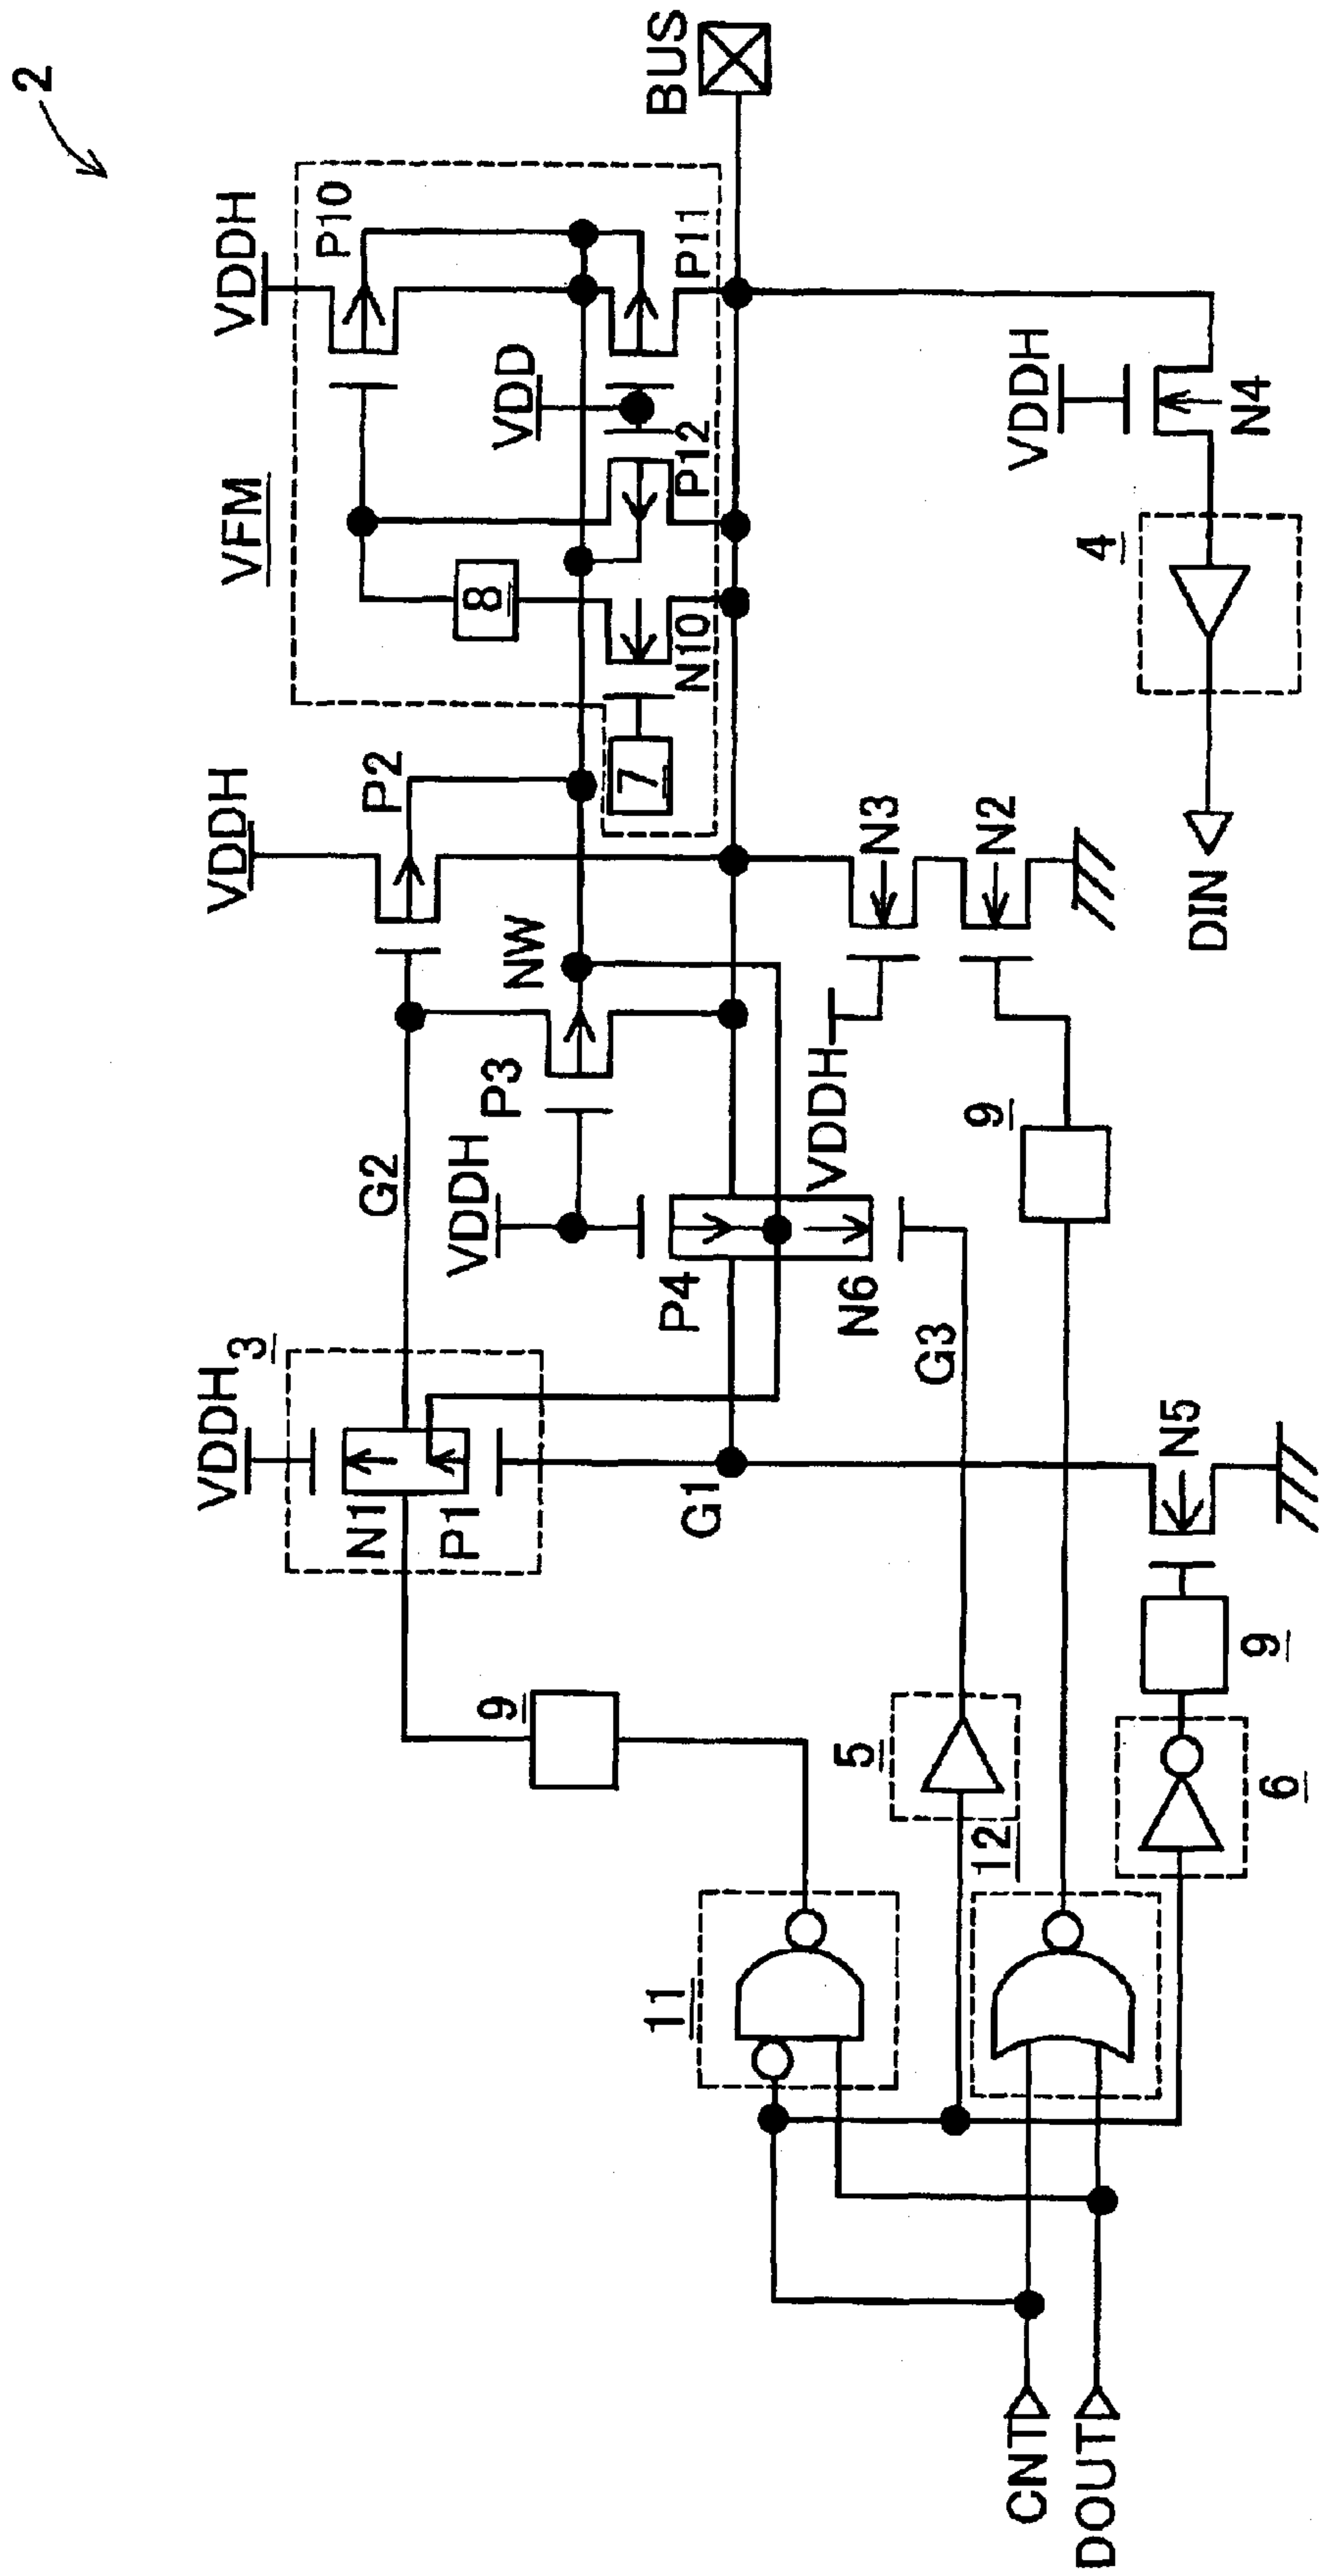 2
BUS
VDDH
P10
P11
VDD
P12
VFM
8
N10
7
VDDH
N4
4
DIN
VDDH
P2
N3
N2
NW
P3
VDDH
9
G2
VDDH
P4
N6
G3
VDDH
3
N1
P1
G1
N5
9
9
5
12
6
11
CNT
DOUT